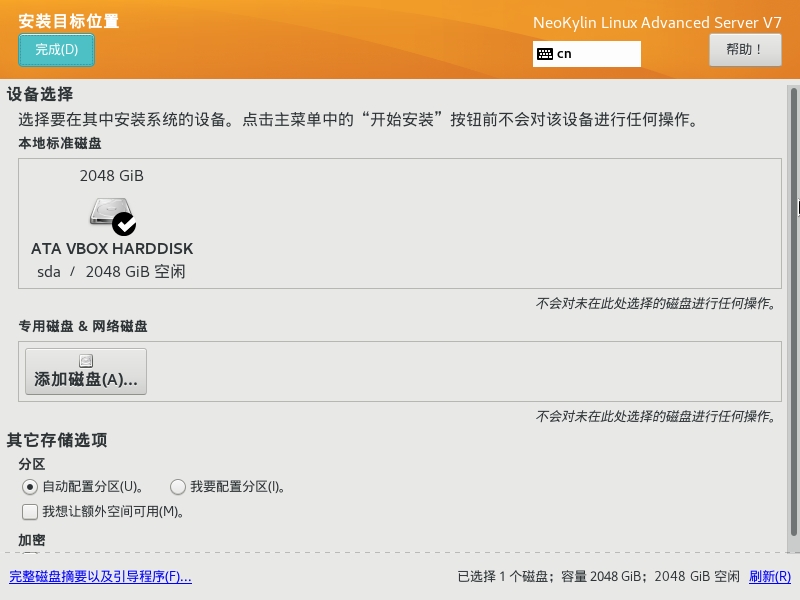 安装目标位置
NeoKylin Linux Advanced Server V7
完成(D)
cn
帮助！
设备选择
选择要在其中安装系统的设备。点击主菜单中的“开始安装”按钮前不会对该设备进行任何操作。
本地标准磁盘
2048 GiB
ATA VBOX HARDDISK
sda / 2048 GiB 空闲
不会对未在此处选择的磁盘进行任何操作。
专用磁盘 & 网络磁盘
添加磁盘(A)...
不会对未在此处选择的磁盘进行任何操作。
其它存储选项
分区
自动配置分区(U)。 我要配置分区(I)。
我想让额外空间可用(M)。
加密
完整磁盘摘要以及引导程序(F)... 已选择 1 个磁盘；容量 2048 GiB；2048 GiB 空闲 刷新(R)